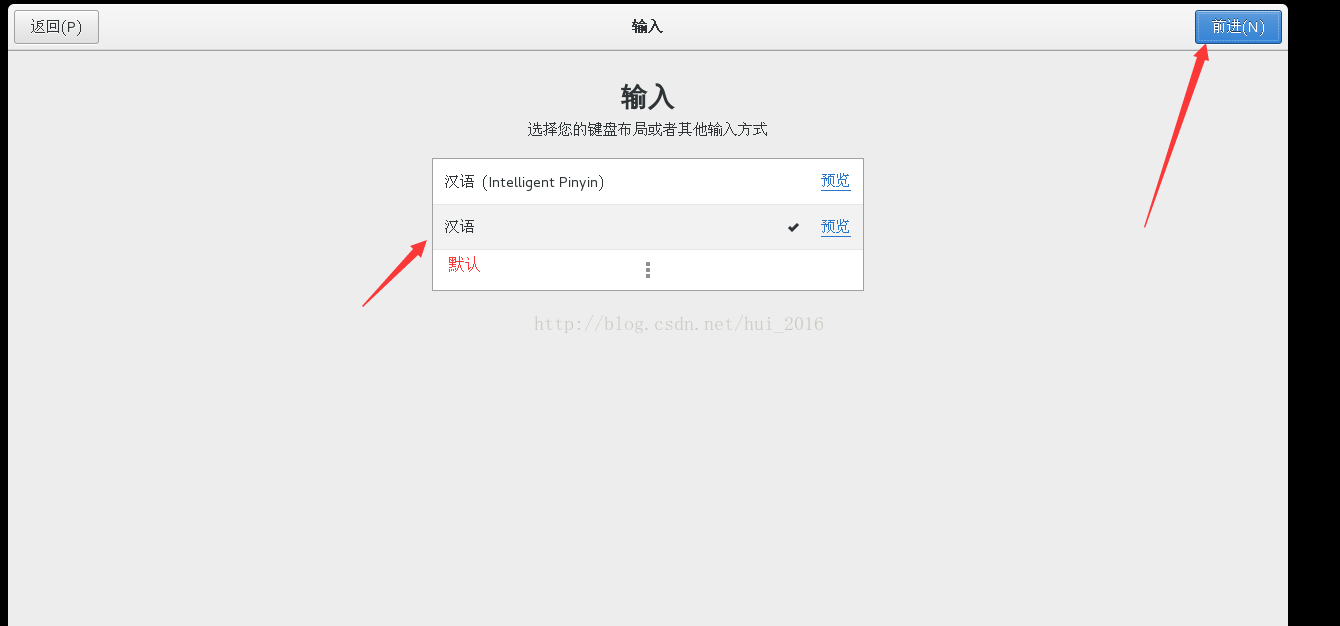 返回(P)
输入
前进(N)
输入
选择您的键盘布局或者其他输入方式
汉语 (Intelligent Pinyin)
预览
汉语
预览
默认
http://blog.csdn.net/hui_2016